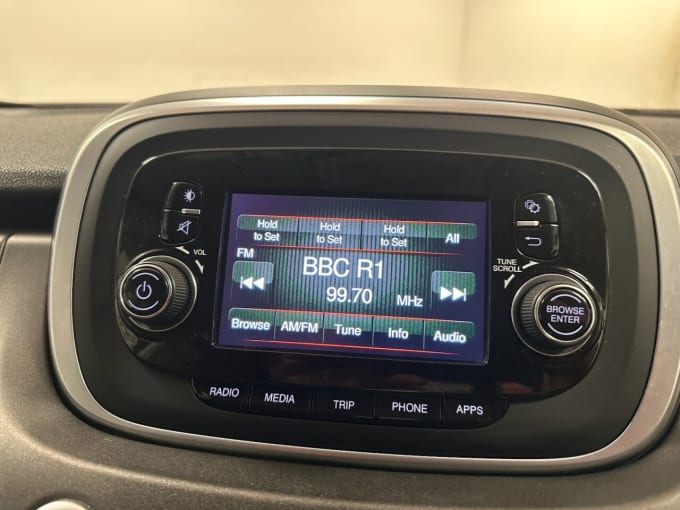 Hold to Set
Hold to Set
Hold to Set
All
FM
BBC R1
99.70 MHz
Browse
AM/FM
Tune
Info
Audio
VOL
TUNE
SCROLL
BROWSE
ENTER
RADIO
MEDIA
TRIP
PHONE
APPS